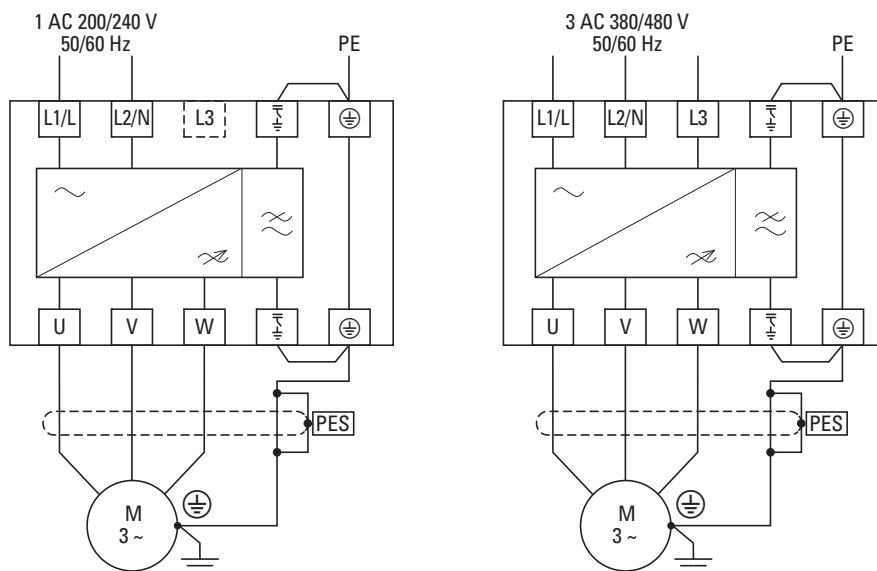 1 AC 200/240 V
50/60 Hz
PE
L1/L L2/N L3
U V W
PES
M
3 ~
3 AC 380/480 V
50/60 Hz
PE
L1/L L2/N L3
U V W
PES
M
3 ~